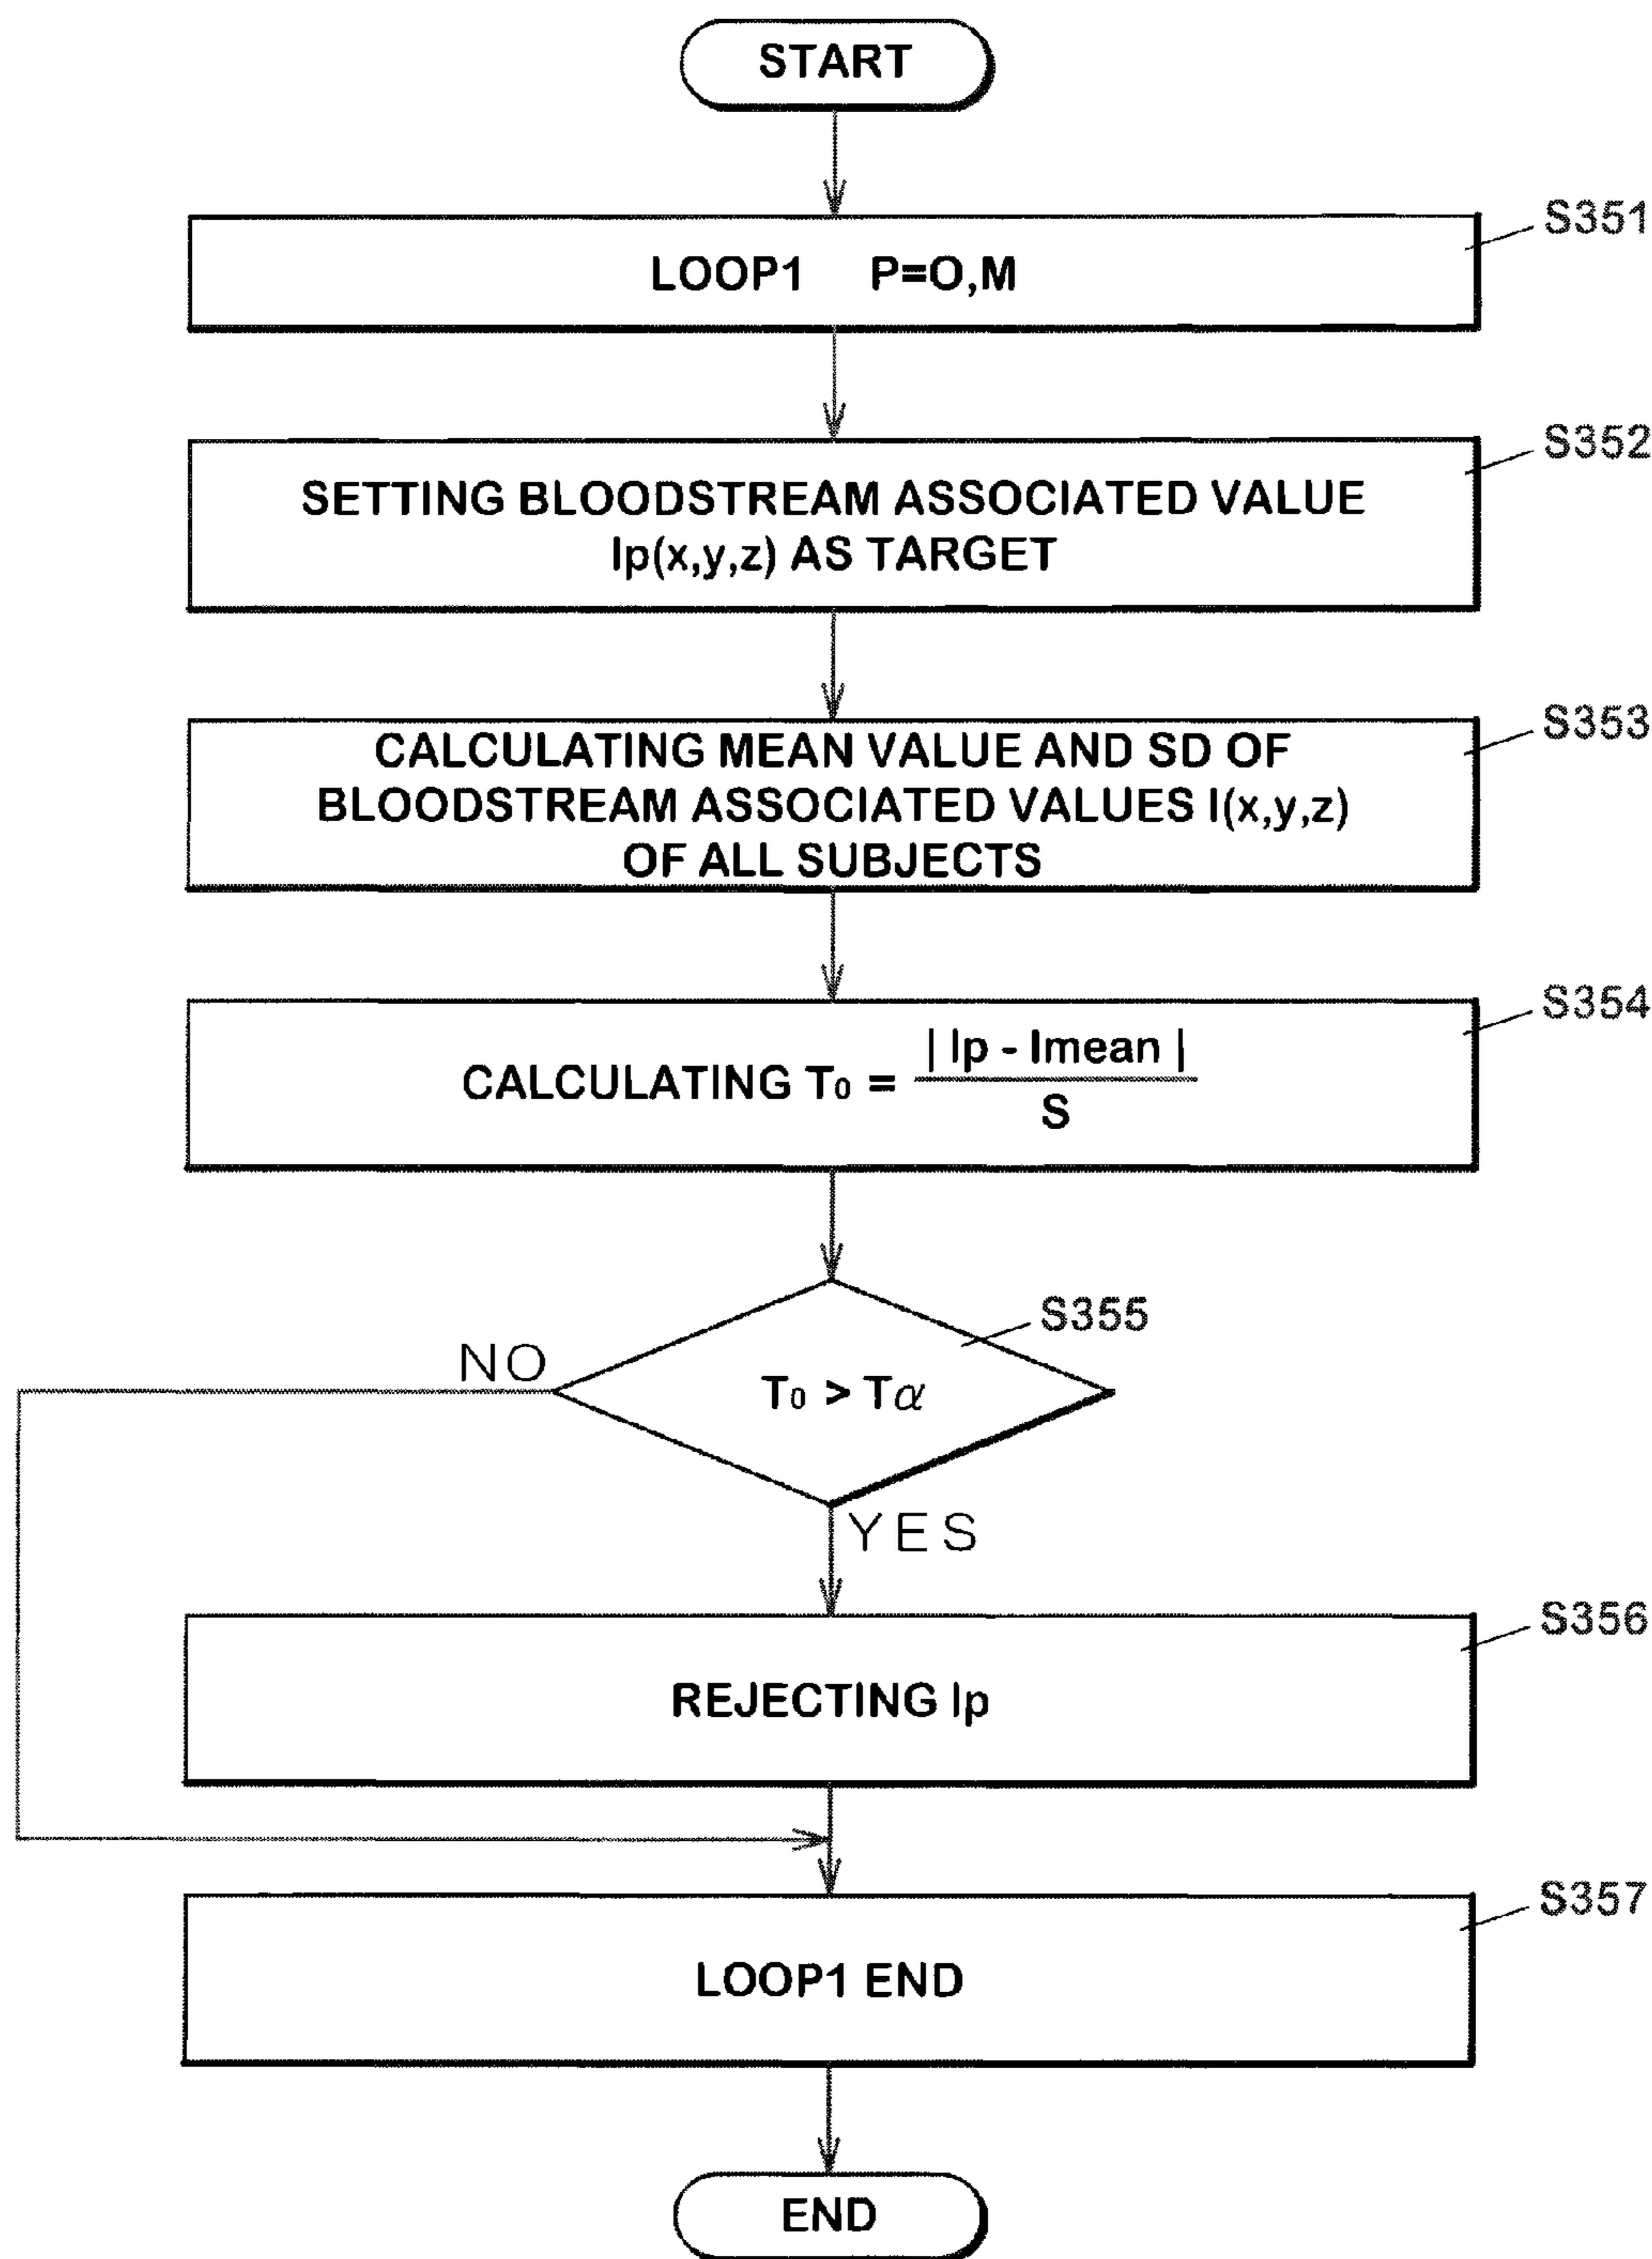 START
S351
LOOP1 P=O,M
S352
SETTING BLOODSTREAM ASSOCIATED VALUE
Ip(x,y,z) AS TARGET
S353
CALCULATING MEAN VALUE AND SD OF
BLOODSTREAM ASSOCIATED VALUES I(x,y,z)
OF ALL SUBJECTS
S354
CALCULATING T₀ = | Ip - Imean | / S
S355
NO
T₀ > Tα
YES
S356
REJECTING Ip
S357
LOOP1 END
END